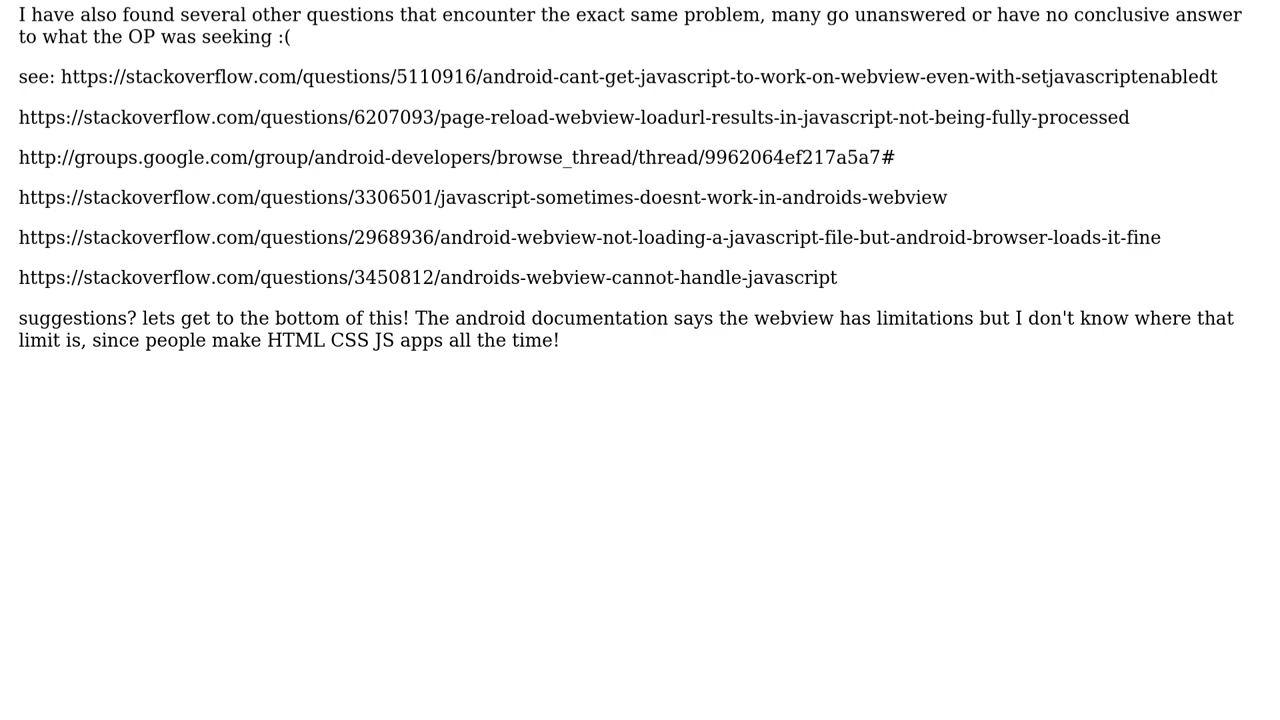 I have also found several other questions that encounter the exact same problem, many go unanswered or have no conclusive answer
to what the OP was seeking :(
see: https://stackoverflow.com/questions/5110916/android-cant-get-javascript-to-work-on-webview-even-with-setjavascriptenabledt
https://stackoverflow.com/questions/6207093/page-reload-webview-loadurl-results-in-javascript-not-being-fully-processed
http://groups.google.com/group/android-developers/browse_thread/thread/9962064ef217a5a7#
https://stackoverflow.com/questions/3306501/javascript-sometimes-doesnt-work-in-androids-webview
https://stackoverflow.com/questions/2968936/android-webview-not-loading-a-javascript-file-but-android-browser-loads-it-fine
https://stackoverflow.com/questions/3450812/androids-webview-cannot-handle-javascript
suggestions? lets get to the bottom of this! The android documentation says the webview has limitations but I don't know where that
limit is, since people make HTML CSS JS apps all the time!